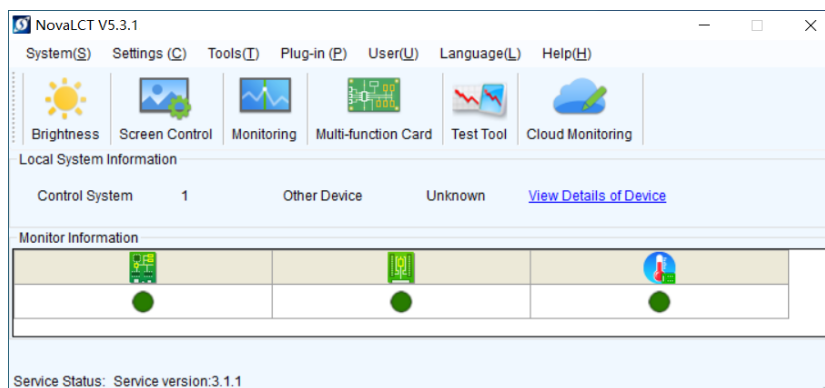 NovaLCT V5.3.1
System(S) Settings (C) Tools(T) Plug-in (P) User(U) Language(L) Help(H)
Brightness Screen Control Monitoring Multi-function Card Test Tool Cloud Monitoring
Local System Information
Control System 1 Other Device Unknown View Details of Device
Monitor Information
Service Status: Service version:3.1.1